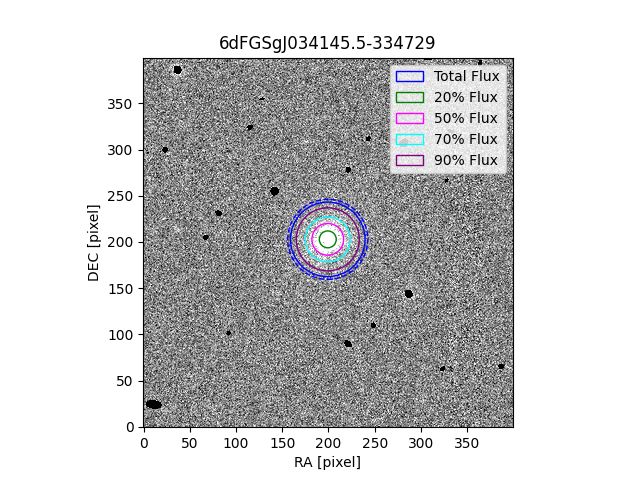 6dFGSgJ034145.5-334729
Total Flux
20% Flux
50% Flux
70% Flux
90% Flux
DEC [pixel]
350
300
250
200
150
100
50
0
0 50 100 150 200 250 300 350
RA [pixel]